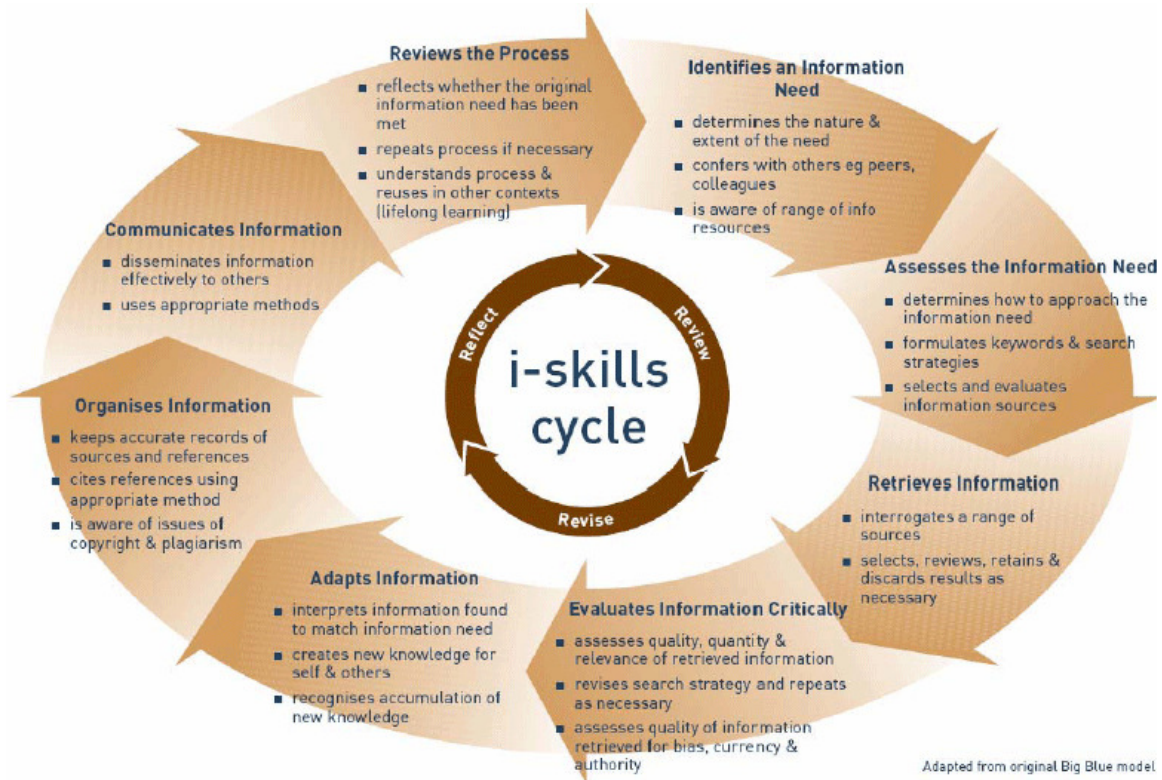 Reviews the Process
■ reflects whether the original
information need has been
met
■ repeats process if necessary
■ understands process &
reuses in other contexts
(lifelong learning)
Identifies an Information
Need
■ determines the nature &
extent of the need
■ confers with others eg peers,
colleagues
■ is aware of range of info
resources
Assesses the Information Need
■ determines how to approach the
information need
■ formulates keywords & search
strategies
■ selects and evaluates
information sources
Retrieves Information
■ interrogates a range of
sources
■ selects, reviews, retains &
discards results as
necessary
Evaluates Information Critically
■ assesses quality, quantity &
relevance of retrieved information
■ revises search strategy and repeats
as necessary
■ assesses quality of information
retrieved for bias, currency &
authority
Adapts Information
■ interprets information found
to match information need
■ creates new knowledge for
self & others
■ recognises accumulation of
new knowledge
Organises Information
■ keeps accurate records of
sources and references
■ cites references using
appropriate method
■ is aware of issues of
copyright & plagiarism
Communicates Information
■ disseminates information
effectively to others
■ uses appropriate methods
Reflect
Review
Revise
i-skills
cycle
Adapted from original Big Blue model